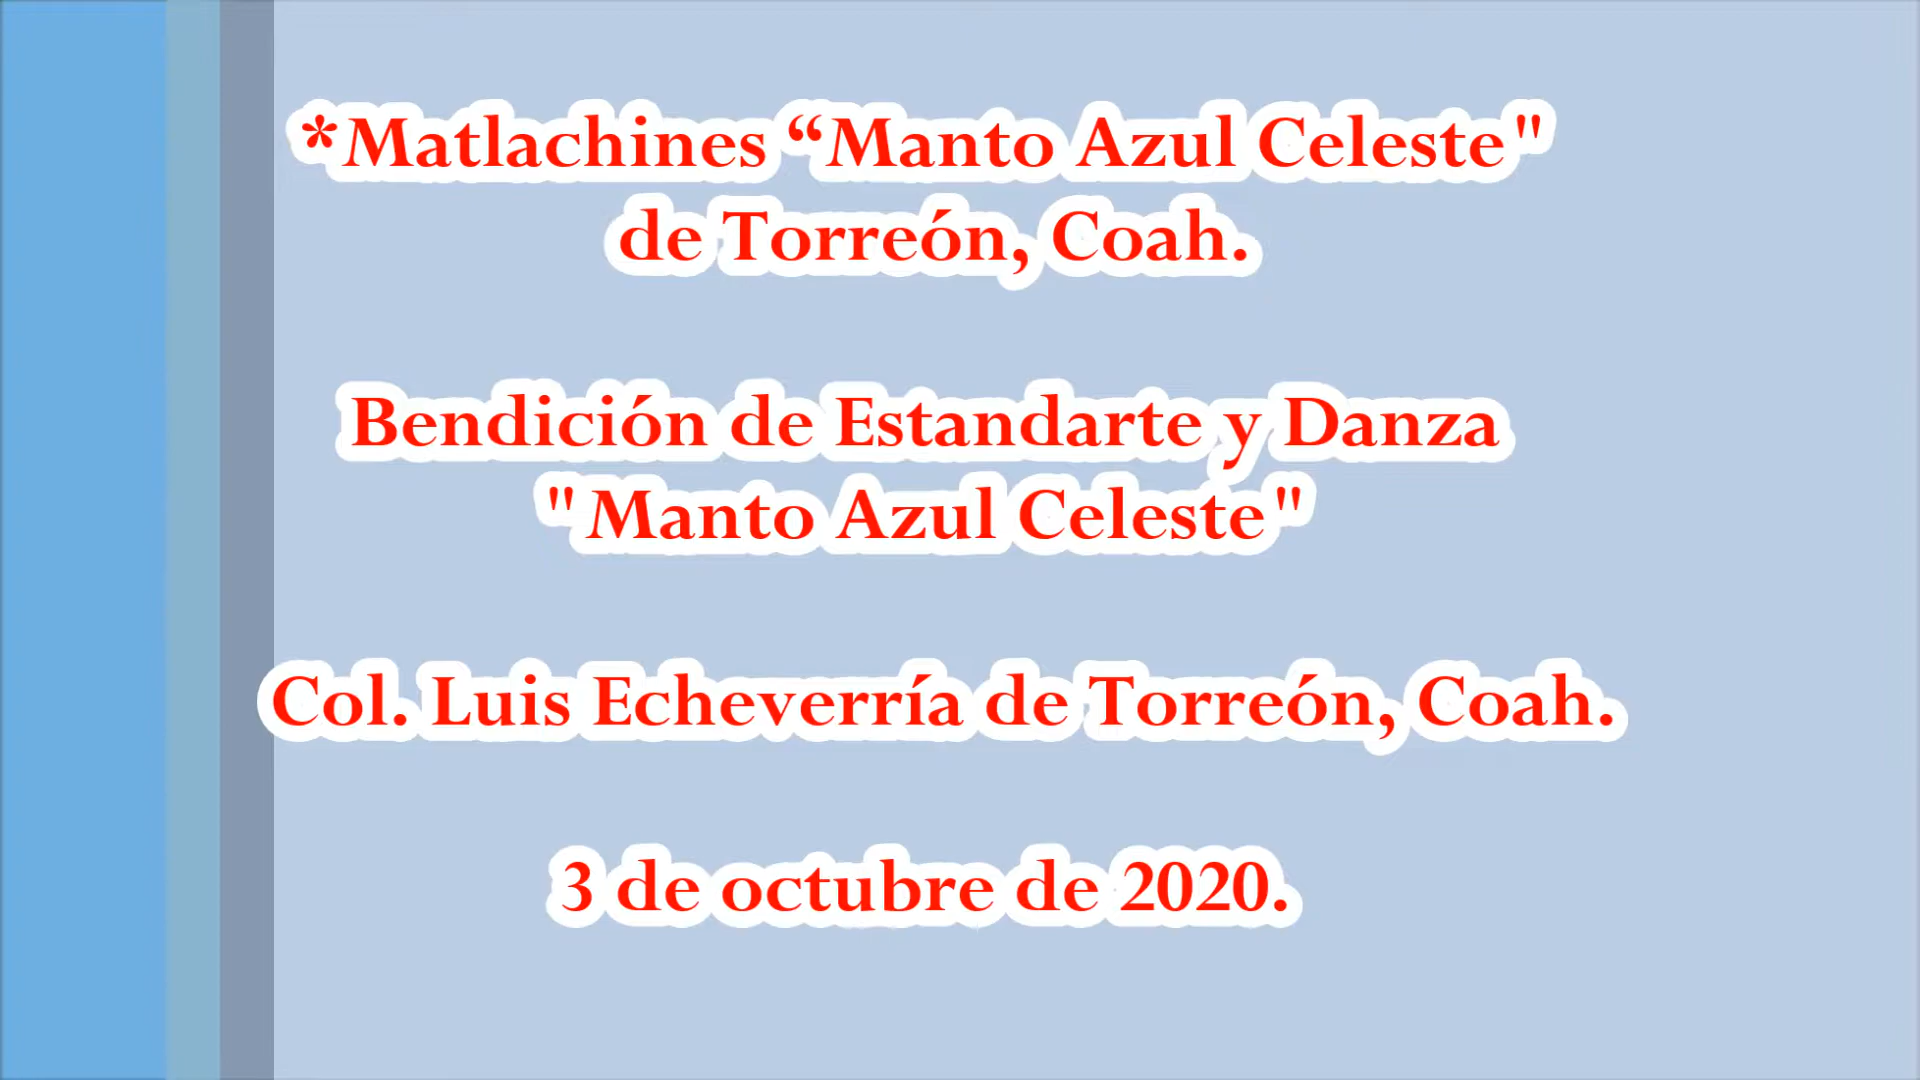 *Matlachines “Manto Azul Celeste"
de Torreón, Coah.
Bendición de Estandarte y Danza
"Manto Azul Celeste"
Col. Luis Echeverría de Torreón, Coah.
3 de octubre de 2020.